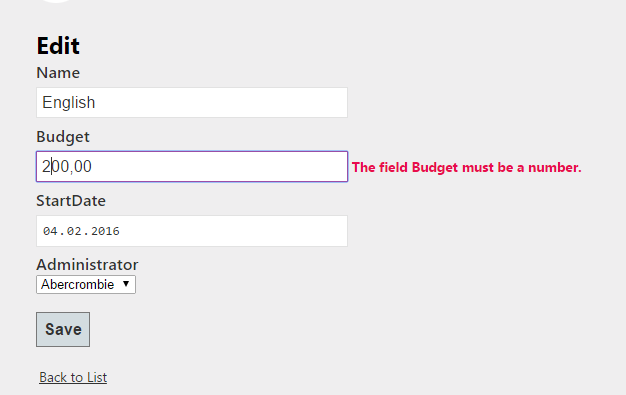 Edit
Name
English
Budget
200,00 The field Budget must be a number.
StartDate
04.02.2016
Administrator
Abercrombie
Save
Back to List